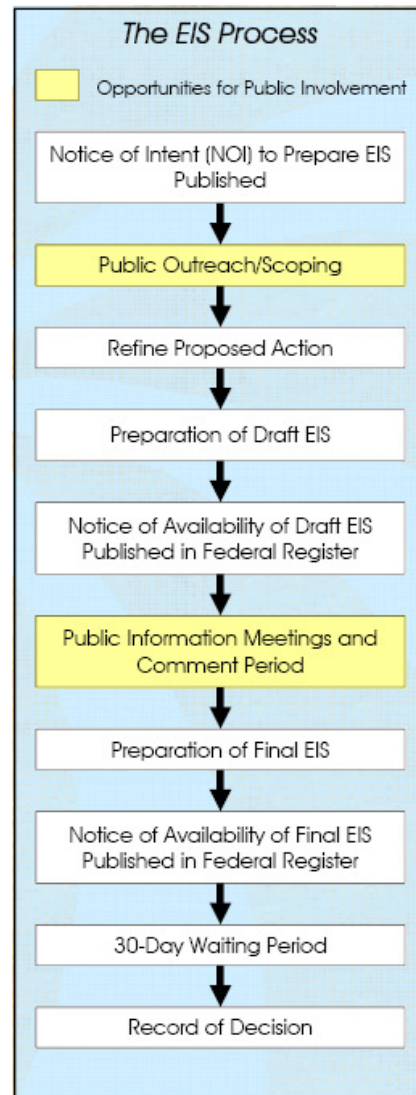 The EIS Process
Opportunities for Public Involvement
Notice of Intent (NOI) to Prepare EIS
Published
Public Outreach/Scoping
Refine Proposed Action
Preparation of Draft EIS
Notice of Availability of Draft EIS
Published in Federal Register
Public Information Meetings and
Comment Period
Preparation of Final EIS
Notice of Availability of Final EIS
Published in Federal Register
30-Day Waiting Period
Record of Decision